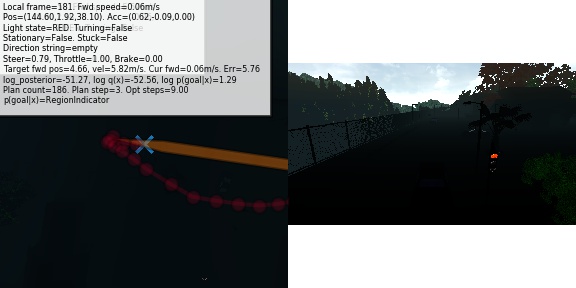 Local frame=181. Fwd speed=0.06m/s
Pos=(144.60,1.92,38.10). Acc=(0.62,-0.09,0.00)
Light state=RED. Turning=False
Stationary=False. Stuck=False
Direction string=empty
Steer=0.79, Throttle=1.00, Brake=0.00
Target fwd pos=4.66, vel=5.82m/s. Cur fwd=0.06m/s. Err=5.76
log_posterior=-51.27, log q(x)=-52.56, log p(goal|x)=1.29
Plan count=186. Plan step=3. Opt steps=9.00
p(goal|x)=RegionIndicator